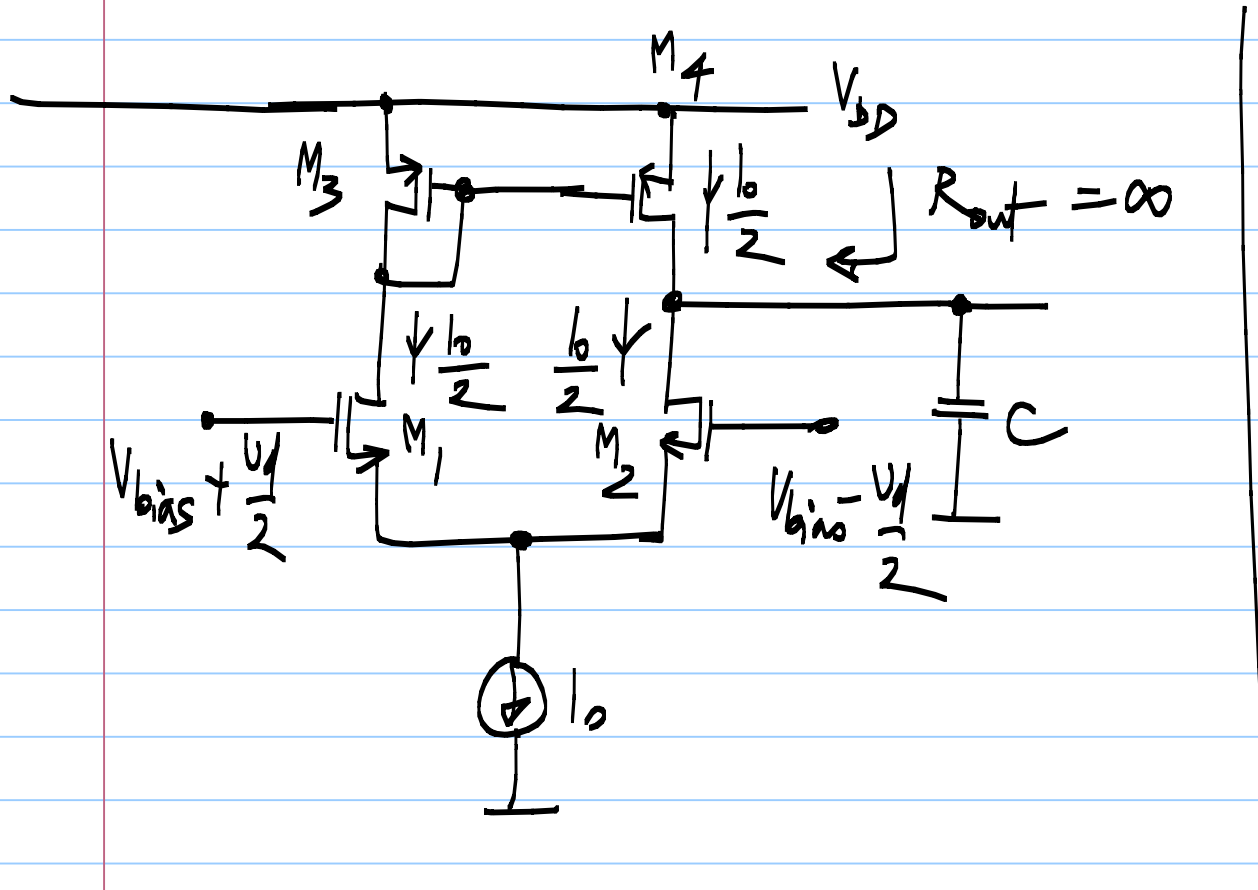 M4
VDD
M3
I0/2
Rout = ∞
I0/2
I0/2
M1
M2
C
Vbias + vd/2
Vbias - vd/2
I0